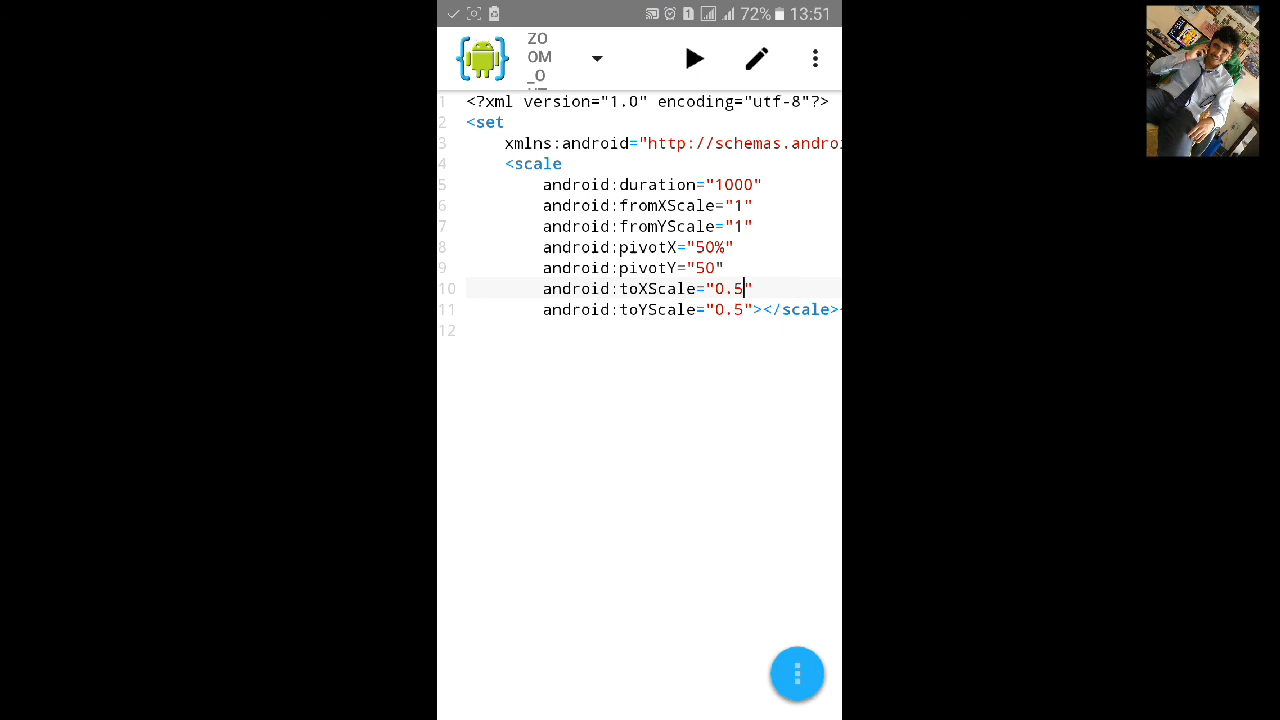 72% 13:51
ZO
OM
_O
1 <?xml version="1.0" encoding="utf-8"?>
2 <set
3 xmlns:android="http://schemas.androi
4 <scale
5 android:duration="1000"
6 android:fromXScale="1"
7 android:fromYScale="1"
8 android:pivotX="50%"
9 android:pivotY="50"
10 android:toXScale="0.5"
11 android:toYScale="0.5"></scale>
12